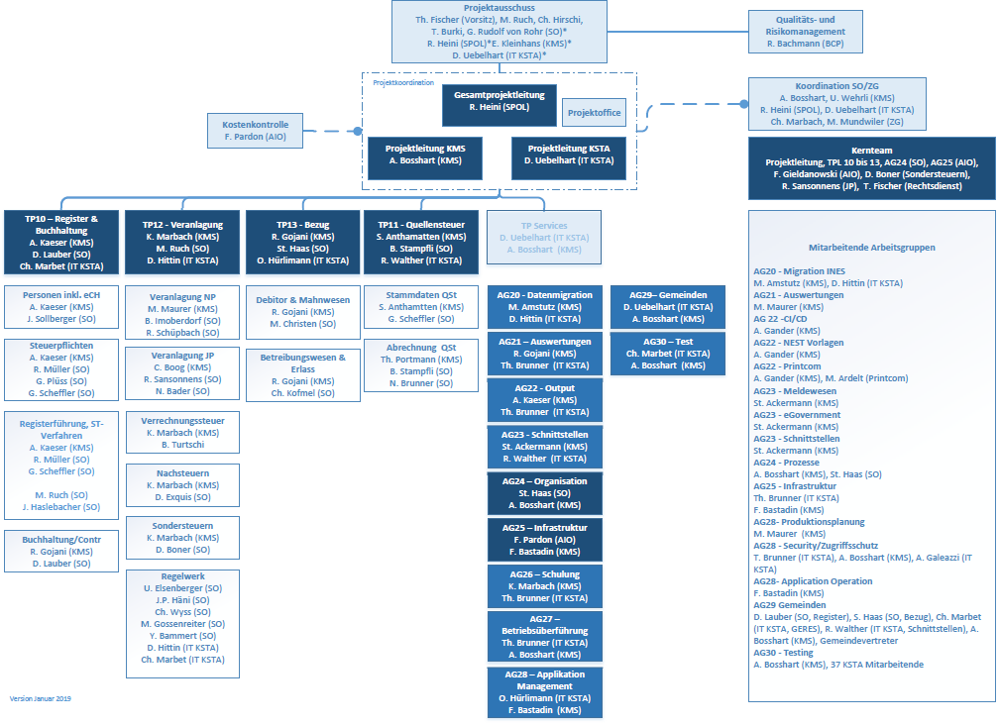 Projektausschuss
Th. Fischer (Vorsitz), M. Ruch, Ch. Hirschi,
T. Burki, G. Rudolf von Rohr (SO)*
R. Heini (SPOL)*E. Kleinhans (KMS)*
D. Uebelhart (IT KSTA)*
Qualitäts- und
Risikomanagement
R. Bachmann (BCP)
Projektkoordination
Gesamtprojektleitung
R. Heini (SPOL)
Projektoffice
Projektleitung KMS
A. Bosshart (KMS)
Projektleitung KSTA
D. Uebelhart (IT KSTA)
Kostenkontrolle
F. Pardon (AIO)
Koordination SO/ZG
A. Bosshart, U. Wehrli (KMS)
R. Heini (SPOL), D. Uebelhart (IT KSTA)
Ch. Marbach, M. Mundwiler (ZG)
Kernteam
Projektleitung, TPL 10 bis 13, AG24 (SO), AG25 (AIO),
F. Gieldanowski (AIO), D. Boner (Sondersteuern),
R. Sansonnens (JP),  T. Fischer (Rechtsdienst)
TP10 – Register &
Buchhaltung
A. Kaeser (KMS)
D. Lauber (SO)
Ch. Marbet (IT KSTA)
Personen inkl. eCH
A. Kaeser (KMS)
J. Sollberger (SO)
Steuerpflichten
A. Kaeser (KMS)
R. Müller (SO)
G. Plüss (SO)
G. Scheffler (SO)
Registerführung, ST-
Verfahren
A. Kaeser (KMS)
R. Müller (SO)
G. Scheffler (SO)
M. Ruch (SO)
J. Haslebacher (SO)
Buchhaltung/Contr
R. Gojani (KMS)
D. Lauber (SO)
TP12 - Veranlagung
K. Marbach (KMS)
M. Ruch (SO)
D. Hittin (IT KSTA)
Veranlagung NP
M. Maurer (KMS)
B. Imoberdorf (SO)
R. Schüpbach (SO)
Veranlagung JP
C. Boog (KMS)
R. Sansonnens (SO)
N. Bader (SO)
Verrechnungssteuer
K. Marbach (KMS)
B. Turtschi
Nachsteuern
K. Marbach (KMS)
D. Exquis (SO)
Sondersteuern
K. Marbach (KMS)
D. Boner (SO)
Regelwerk
U. Elsenberger (SO)
J.P. Häni (SO)
Ch. Wyss (SO)
M. Gossenreiter (SO)
Y. Bammert (SO)
D. Hittin (IT KSTA)
Ch. Marbet (IT KSTA)
TP13 - Bezug
R. Gojani (KMS)
St. Haas (SO)
O. Hürlimann (IT KSTA)
Debitor & Mahnwesen
R. Gojani (KMS)
M. Christen (SO)
Betreibungswesen &
Erlass
R. Gojani (KMS)
Ch. Kofmel (SO)
TP11 - Quellensteuer
S. Anthamatten (KMS)
B. Stampfli (SO)
R. Walther (IT KSTA)
Stammdaten QSt
S. Anthamtten (KMS)
G. Scheffler (SO)
Abrechnung  QSt
Th. Portmann (KMS)
B. Stampfli (SO)
N. Brunner (SO)
TP Services
D. Uebelhart (IT KSTA)
A. Bosshart  (KMS)
AG20 - Datenmigration
M. Amstutz (KMS)
D. Hittin (IT KSTA)
AG21 – Auswertungen
R. Gojani (KMS)
Th. Brunner (IT KSTA)
AG22 - Output
A. Kaeser (KMS)
Th. Brunner (IT KSTA)
AG23 - Schnittstellen
St. Ackermann (KMS)
R. Walther  (IT KSTA)
AG24 – Organisation
St. Haas (SO)
A. Bosshart (KMS)
AG25 – Infrastruktur
F. Pardon (AIO)
F. Bastadin (KMS)
AG26 – Schulung
K. Marbach (KMS)
Th. Brunner (IT KSTA)
AG27 –
Betriebsüberführung
Th. Brunner (IT KSTA)
A. Bosshart (KMS)
AG28 – Applikation
Management
O. Hürlimann (IT KSTA)
F. Bastadin  (KMS)
AG29– Gemeinden
D. Uebelhart (IT KSTA)
A. Bosshart (KMS)
AG30 – Test
Ch. Marbet (IT KSTA)
A. Bosshart  (KMS)
Mitarbeitende Arbeitsgruppen
AG20 - Migration INES
M. Amstutz (KMS), D. Hittin (IT KSTA)
AG21 - Auswertungen
M. Maurer (KMS)
AG 22 -CI/CD
A. Gander (KMS)
AG22 - NEST Vorlagen
A. Gander (KMS)
AG22 - Printcom
A. Gander (KMS), M. Ardelt (Printcom)
AG23 - Meldewesen
St. Ackermann (KMS)
AG23 - eGovernment
St. Ackermann (KMS)
AG23 - Schnittstellen
St. Ackermann (KMS)
AG24 - Prozesse
A. Bosshart (KMS), St. Haas (SO)
AG25 - Infrastruktur
Th. Brunner (IT KSTA)
F. Bastadin (KMS)
AG28- Produktionsplanung
M. Maurer  (KMS)
AG28 - Security/Zugriffsschutz
T. Brunner (IT KSTA), A. Bosshart (KMS), A. Galeazzi (IT
KSTA)
AG28- Application Operation
F. Bastadin (KMS)
AG29 Gemeinden
D. Lauber (SO, Register), S. Haas (SO, Bezug), Ch. Marbet
(IT KSTA, GERES), R. Walther (IT KSTA, Schnittstellen), A.
Bosshart (KMS), Gemeindevertreter
AG30 - Testing
A. Bosshart (KMS), 37 KSTA Mitarbeitende
Version Januar 2019